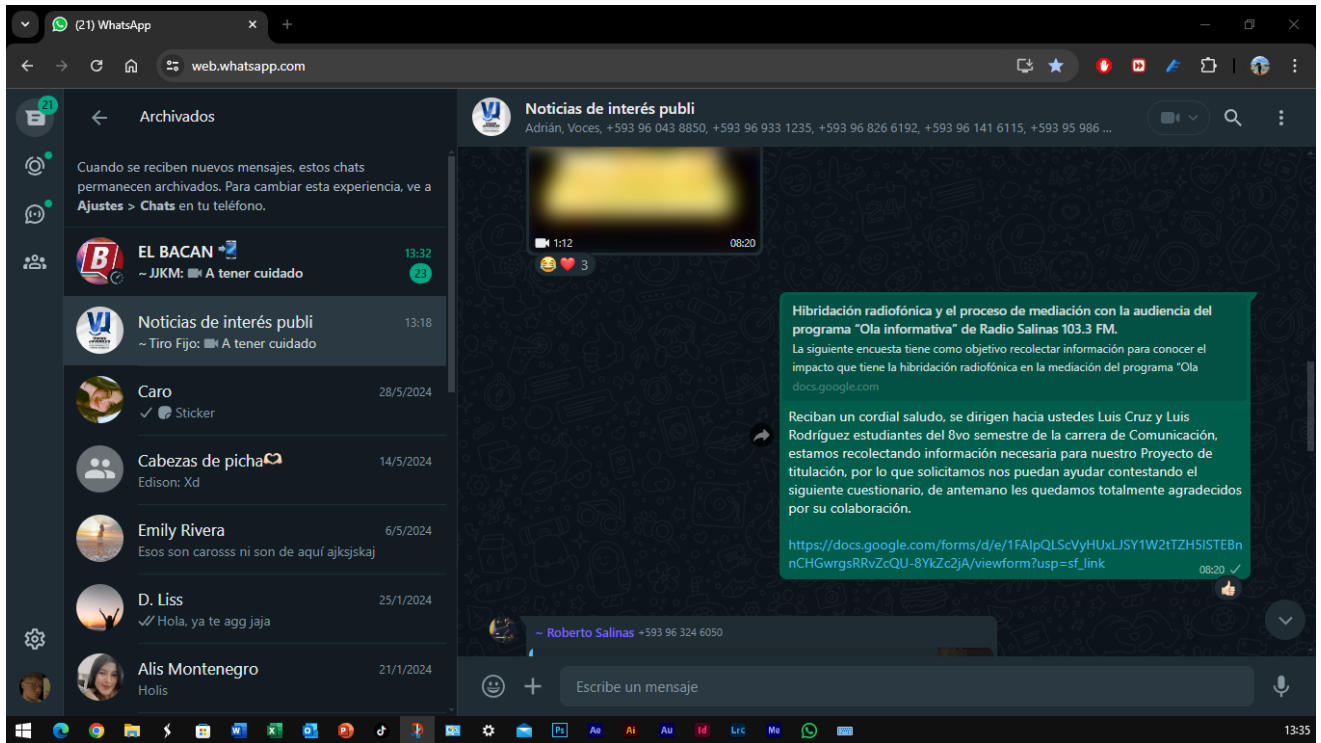 (21) WhatsApp
web.whatsapp.com
21
Archivados
Cuando se reciben nuevos mensajes, estos chats
permanecen archivados. Para cambiar esta experiencia, ve a
Ajustes > Chats en tu teléfono.
EL BACAN
13:32
~ JJKM: A tener cuidado
23
Noticias de interés publi
13:18
~ Tiro Fijo: A tener cuidado
Caro
28/5/2024
Sticker
Cabezas de picha
14/5/2024
Edison: Xd
Emily Rivera
6/5/2024
Esos son carosss ni son de aquí ajksjskaj
D. Liss
25/1/2024
Hola, ya te agg jaja
Alis Montenegro
21/1/2024
Holis
Noticias de interés publi
Adrián, Voces, +593 96 043 8850, +593 96 933 1235, +593 96 826 6192, +593 96 141 6115, +593 95 986 ...
1:12
08:20
3
Hibridación radiofónica y el proceso de mediación con la audiencia del
programa “Ola informativa” de Radio Salinas 103.3 FM.
La siguiente encuesta tiene como objetivo recolectar información para conocer el
impacto que tiene la hibridación radiofónica en la mediación del programa “Ola
docs.google.com
Reciban un cordial saludo, se dirigen hacia ustedes Luis Cruz y Luis
Rodríguez estudiantes del 8vo semestre de la carrera de Comunicación,
estamos recolectando información necesaria para nuestro Proyecto de
titulación, por lo que solicitamos nos puedan ayudar contestando el
siguiente cuestionario, de antemano les quedamos totalmente agradecidos
por su colaboración.
https://docs.google.com/forms/d/e/1FAIpQLScVyHUxLJSY1W2tTZH5lSTEBn
nCHGwrgsRRvZcQU-8YkZc2jA/viewform?usp=sf_link
08:20
~ Roberto Salinas +593 96 324 6050
Escribe un mensaje
Ps Ae Ai Au Id Lrc Me
13:35